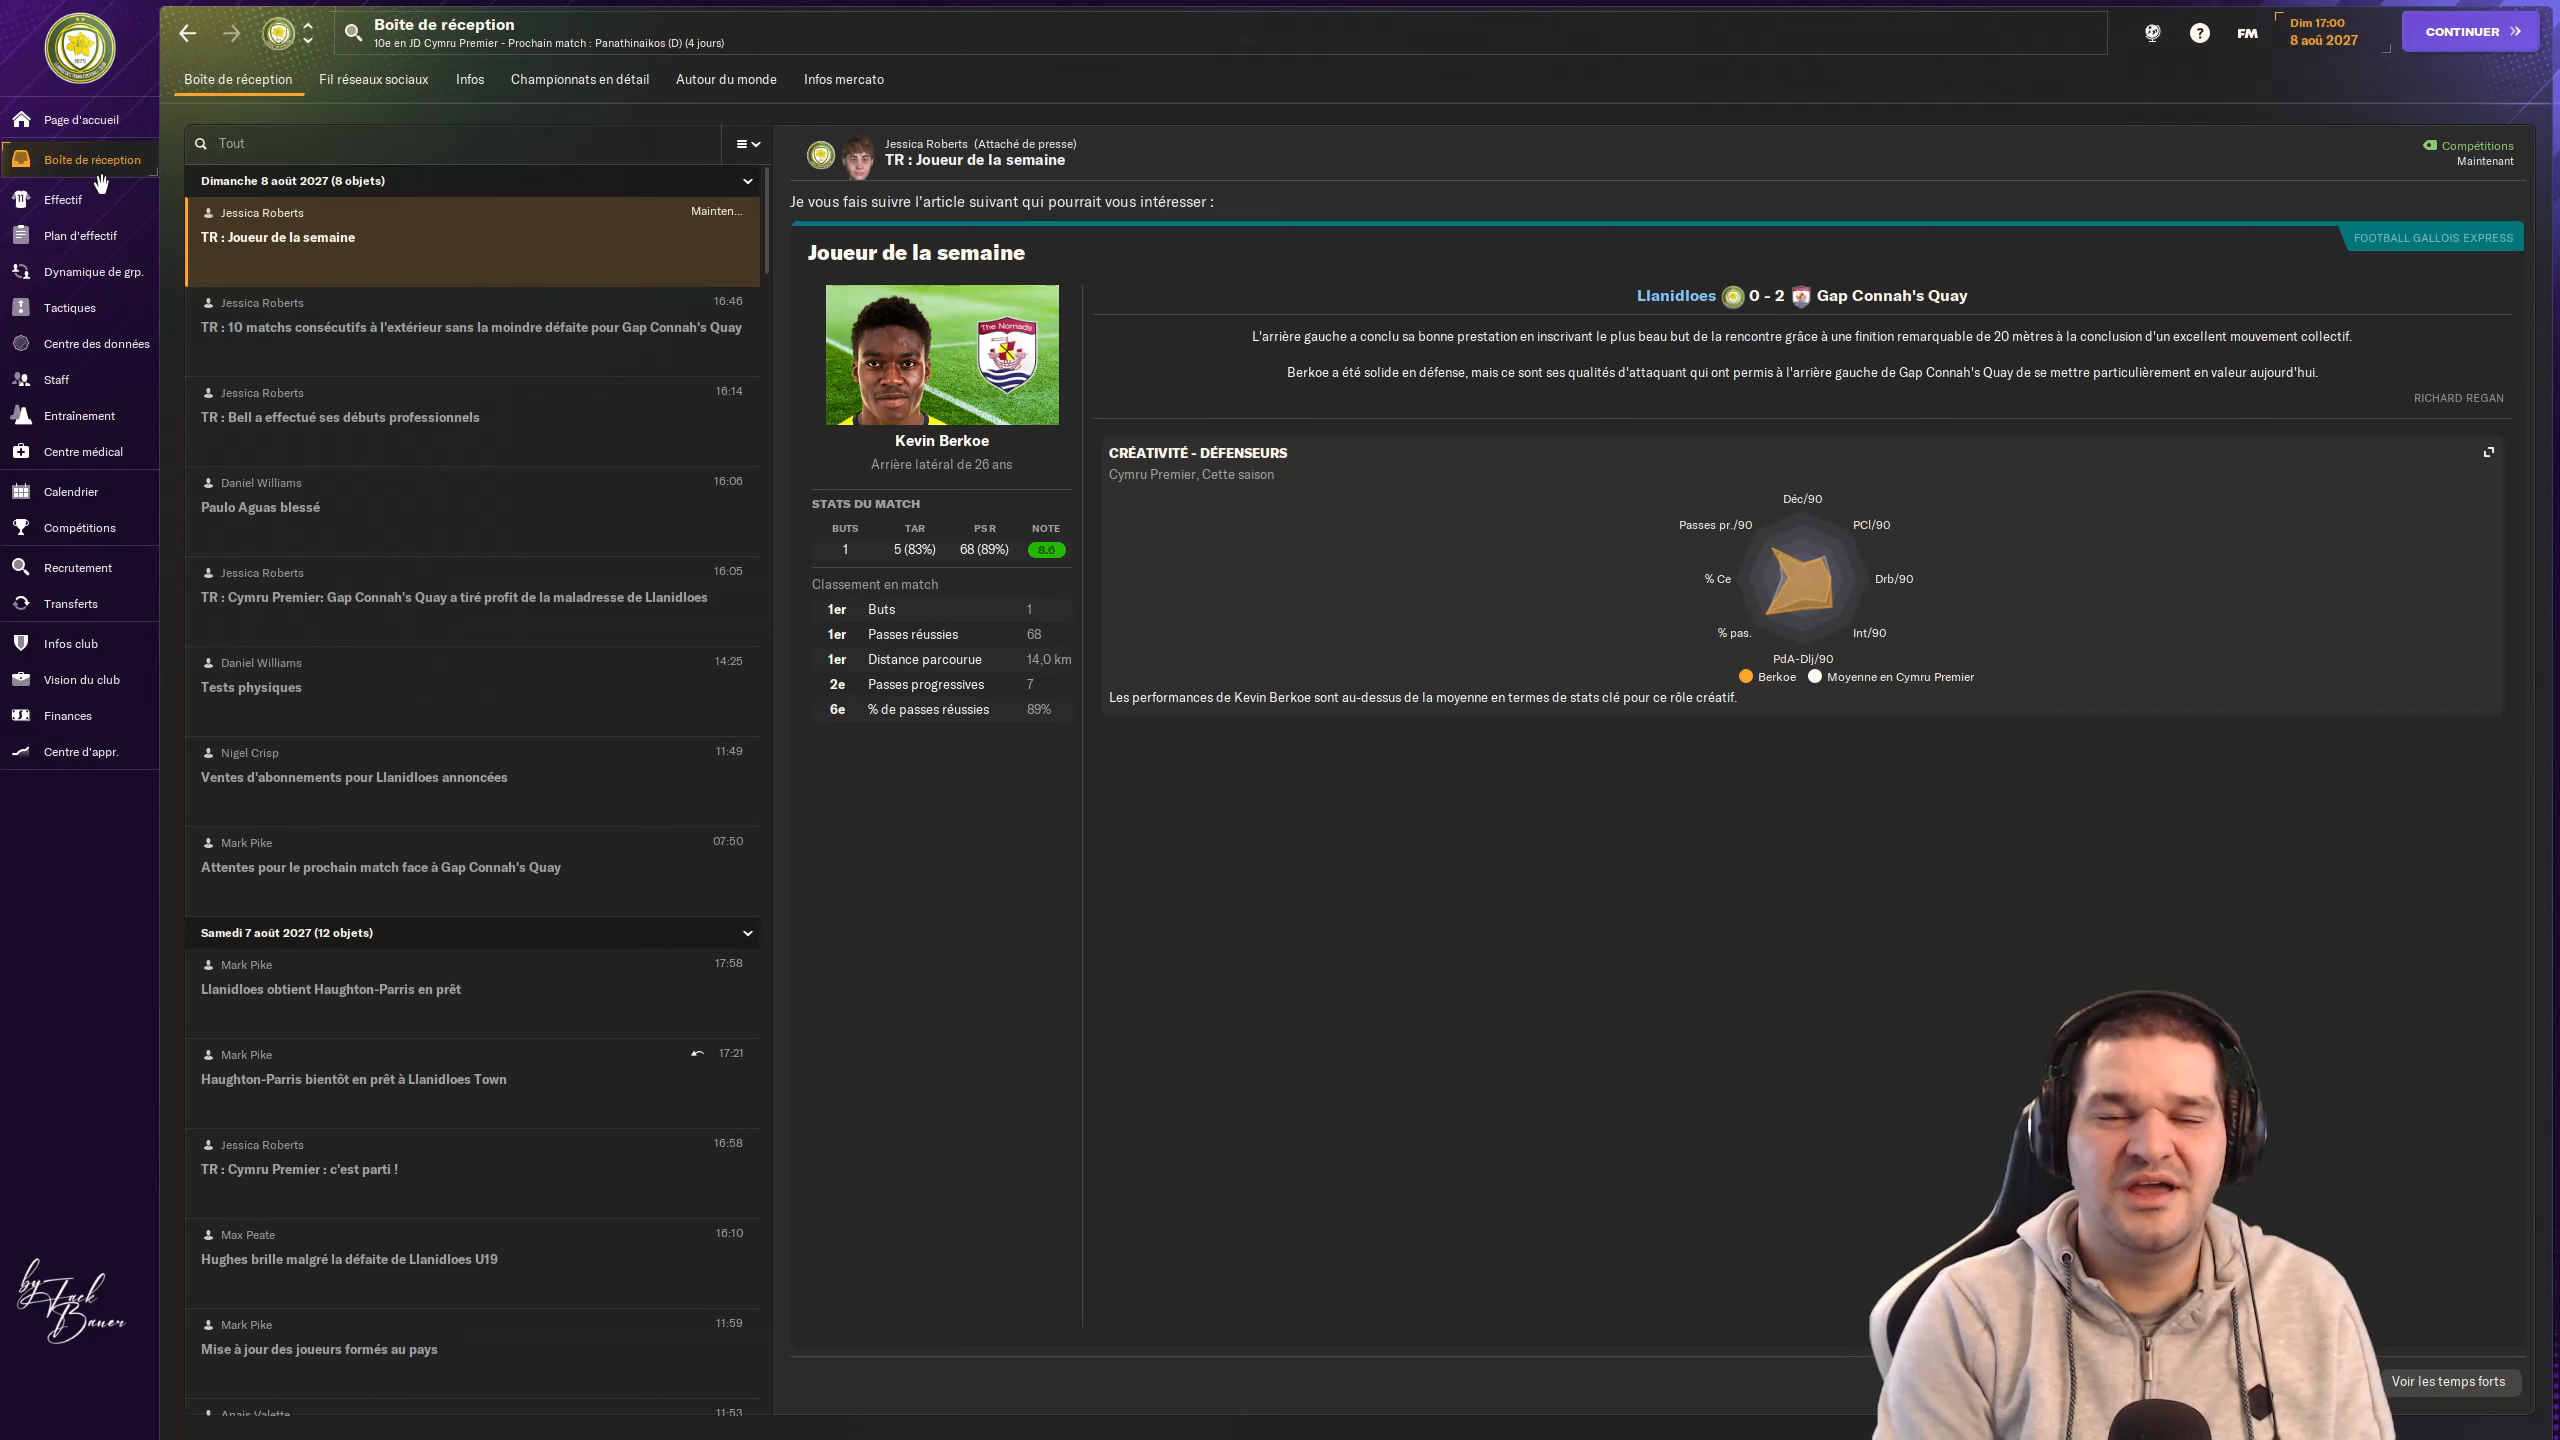 Boîte de réception
10e en JD Cymru Premier - Prochain match : Panathinaikos (D) (4 jours)
FM
Dim 17:00
8 aoû 2027
CONTINUER
Boîte de réception
Fil réseaux sociaux
Infos
Championnats en détail
Autour du monde
Infos mercato
Page d'accueil
Boîte de réception
Effectif
Plan d'effectif
Dynamique de grp.
Tactiques
Centre des données
Staff
Entraînement
Centre médical
Calendrier
Compétitions
Recrutement
Transferts
Infos club
Vision du club
Finances
Centre d'appr.
by Jack Bauer
Tout
Dimanche 8 août 2027 (8 objets)
Jessica Roberts
Mainten...
TR : Joueur de la semaine
Jessica Roberts
16:46
TR : 10 matchs consécutifs à l'extérieur sans la moindre défaite pour Gap Connah's Quay
Jessica Roberts
16:14
TR : Bell a effectué ses débuts professionnels
Daniel Williams
16:06
Paulo Aguas blessé
Jessica Roberts
16:05
TR : Cymru Premier: Gap Connah's Quay a tiré profit de la maladresse de Llanidloes
Daniel Williams
14:25
Tests physiques
Nigel Crisp
11:49
Ventes d'abonnements pour Llanidloes annoncées
Mark Pike
07:50
Attentes pour le prochain match face à Gap Connah's Quay
Samedi 7 août 2027 (12 objets)
Mark Pike
17:58
Llanidloes obtient Haughton-Parris en prêt
Mark Pike
17:21
Haughton-Parris bientôt en prêt à Llanidloes Town
Jessica Roberts
16:58
TR : Cymru Premier : c'est parti !
Max Peate
16:10
Hughes brille malgré la défaite de Llanidloes U19
Mark Pike
11:59
Mise à jour des joueurs formés au pays
Anais Valette
11:53
Jessica Roberts (Attaché de presse)
TR : Joueur de la semaine
Compétitions
Maintenant
Je vous fais suivre l'article suivant qui pourrait vous intéresser :
FOOTBALL GALLOIS EXPRESS
Joueur de la semaine
The Nomads
Kevin Berkoe
Arrière latéral de 26 ans
STATS DU MATCH
BUTS TAR PS R NOTE
1 5 (83%) 68 (89%) 8.6
Classement en match
1er Buts 1
1er Passes réussies 68
1er Distance parcourue 14,0 km
2e Passes progressives 7
6e % de passes réussies 89%
Llanidloes 0 - 2 Gap Connah's Quay
L'arrière gauche a conclu sa bonne prestation en inscrivant le plus beau but de la rencontre grâce à une finition remarquable de 20 mètres à la conclusion d'un excellent mouvement collectif.
Berkoe a été solide en défense, mais ce sont ses qualités d'attaquant qui ont permis à l'arrière gauche de Gap Connah's Quay de se mettre particulièrement en valeur aujourd'hui.
RICHARD REGAN
CRÉATIVITÉ - DÉFENSEURS
Cymru Premier, Cette saison
Déc/90
Passes pr./90
PCl/90
% Ce
Drb/90
% pas.
Int/90
PdA-Dlj/90
Berkoe
Moyenne en Cymru Premier
Les performances de Kevin Berkoe sont au-dessus de la moyenne en termes de stats clé pour ce rôle créatif.
Voir les temps forts